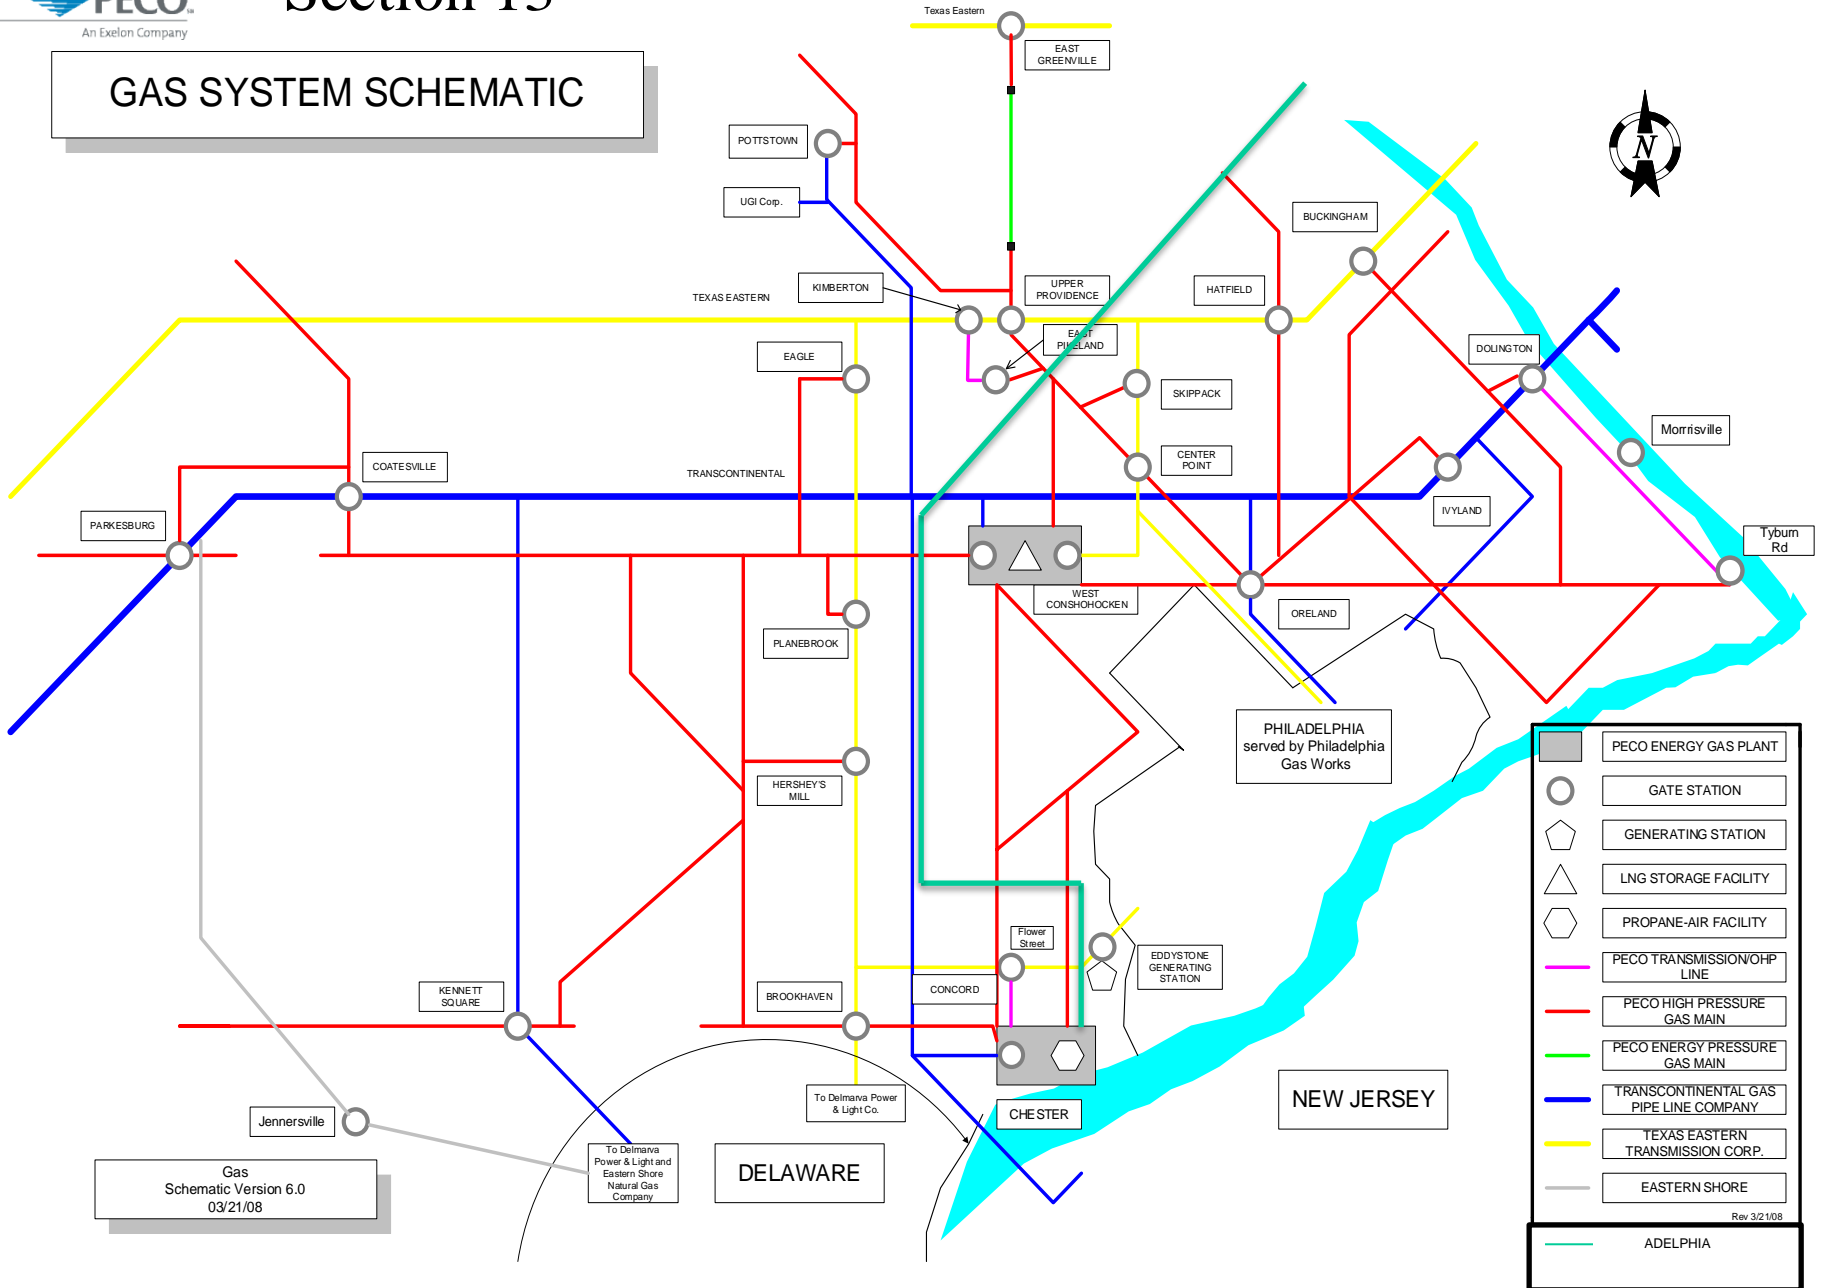 PECO
Section 13
An Exelon Company
GAS SYSTEM SCHEMATIC
Texas Eastern
EAST
GREENVILLE
POTTSTOWN
UGI Corp.
N
BUCKINGHAM
KIMBERTON
UPPER
PROVIDENCE
HATFIELD
TEXAS EASTERN
EAGLE
EAST
PIKELAND
DOLINGTON
SKIPPACK
Morrrisville
COATESVILLE
TRANSCONTINENTAL
CENTER
POINT
PARKESBURG
IVYLAND
Tyburn
Rd
WEST
CONSHOHOCKEN
ORELAND
PLANEBROOK
PHILADELPHIA
served by Philadelphia
Gas Works
HERSHEY'S
MILL
PECO ENERGY GAS PLANT
GATE STATION
GENERATING STATION
LNG STORAGE FACILITY
PROPANE-AIR FACILITY
PECO TRANSMISSION/OHP
LINE
PECO HIGH PRESSURE
GAS MAIN
PECO ENERGY PRESSURE
GAS MAIN
TRANSCONTINENTAL GAS
PIPE LINE COMPANY
TEXAS EASTERN
TRANSMISSION CORP.
EASTERN SHORE
Rev 3/21/08
ADELPHIA
Flower
Street
EDDYSTONE
GENERATING
STATION
KENNETT
SQUARE
BROOKHAVEN
CONCORD
To Delmarva Power
& Light Co.
CHESTER
NEW JERSEY
Jennersville
To Delmarva
Power & Light and
Eastern Shore
Natural Gas
Company
DELAWARE
Gas
Schematic Version 6.0
03/21/08